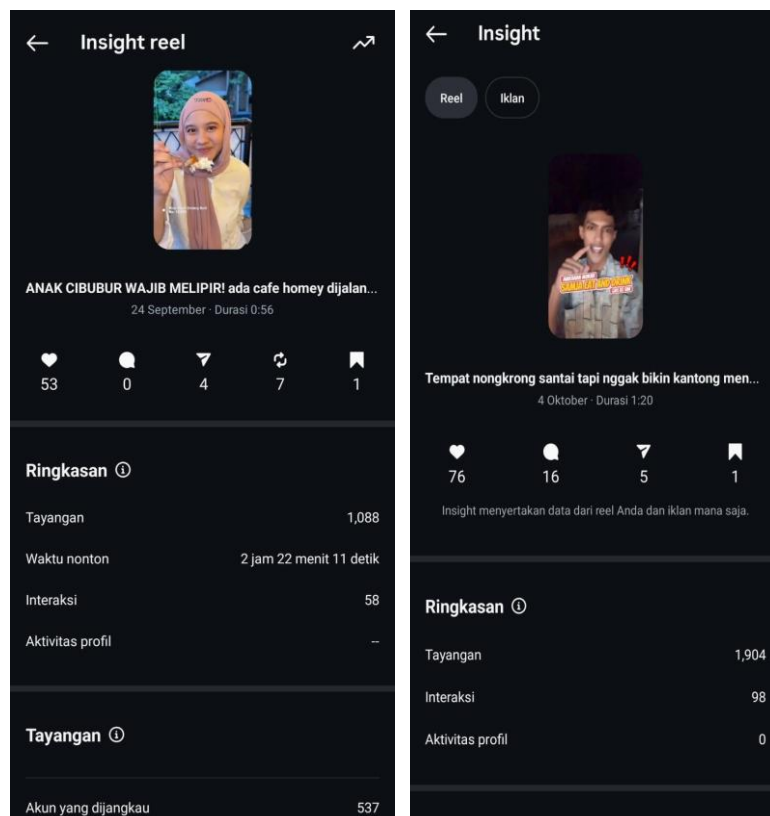 Insight reel
ANAK CIBUBUR WAJIB MELIPIR! ada cafe homey dijalan...
24 September · Durasi 0:56
53 0 4 7 1
Ringkasan
Tayangan 1,088
Waktu nonton 2 jam 22 menit 11 detik
Interaksi 58
Aktivitas profil --
Tayangan
Akun yang dijangkau 537
Insight
Reel Iklan
SANJA EAT AND DRINK
Tempat nongkrong santai tapi nggak bikin kantong men...
4 Oktober · Durasi 1:20
76 16 5 1
Insight menyertakan data dari reel Anda dan iklan mana saja.
Ringkasan
Tayangan 1,904
Interaksi 98
Aktivitas profil 0